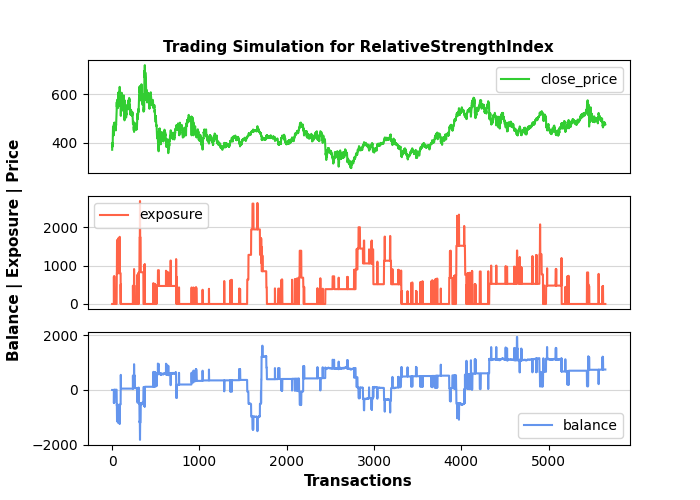 Trading Simulation for RelativeStrengthIndex
close_price
600
400
exposure
2000
1000
0
Balance | Exposure | Price
2000
0
−2000
balance
0 1000 2000 3000 4000 5000
Transactions